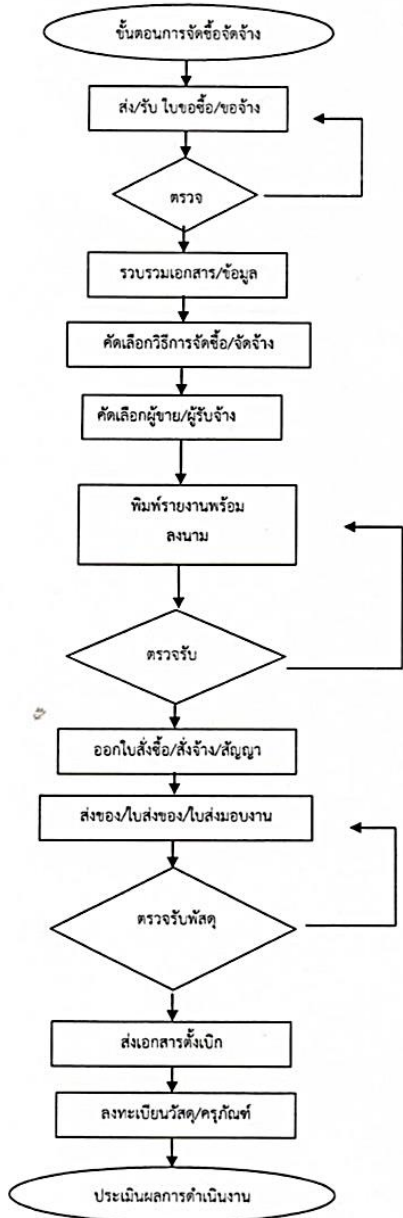 ขั้นตอนการจัดซื้อจัดจ้าง
ส่ง/รับ ใบขอซื้อ/ขอจ้าง
ตรวจ
รวบรวมเอกสาร/ข้อมูล
คัดเลือกวิธีการจัดซื้อ/จัดจ้าง
คัดเลือกผู้ขาย/ผู้รับจ้าง
พิมพ์รายงานพร้อม
ลงนาม
ตรวจรับ
ออกใบสั่งซื้อ/สั่งจ้าง/สัญญา
ส่งของ/ใบส่งของ/ใบส่งมอบงาน
ตรวจรับพัสดุ
ส่งเอกสารตั้งเบิก
ลงทะเบียนวัสดุ/ครุภัณฑ์
ประเมินผลการดำเนินงาน